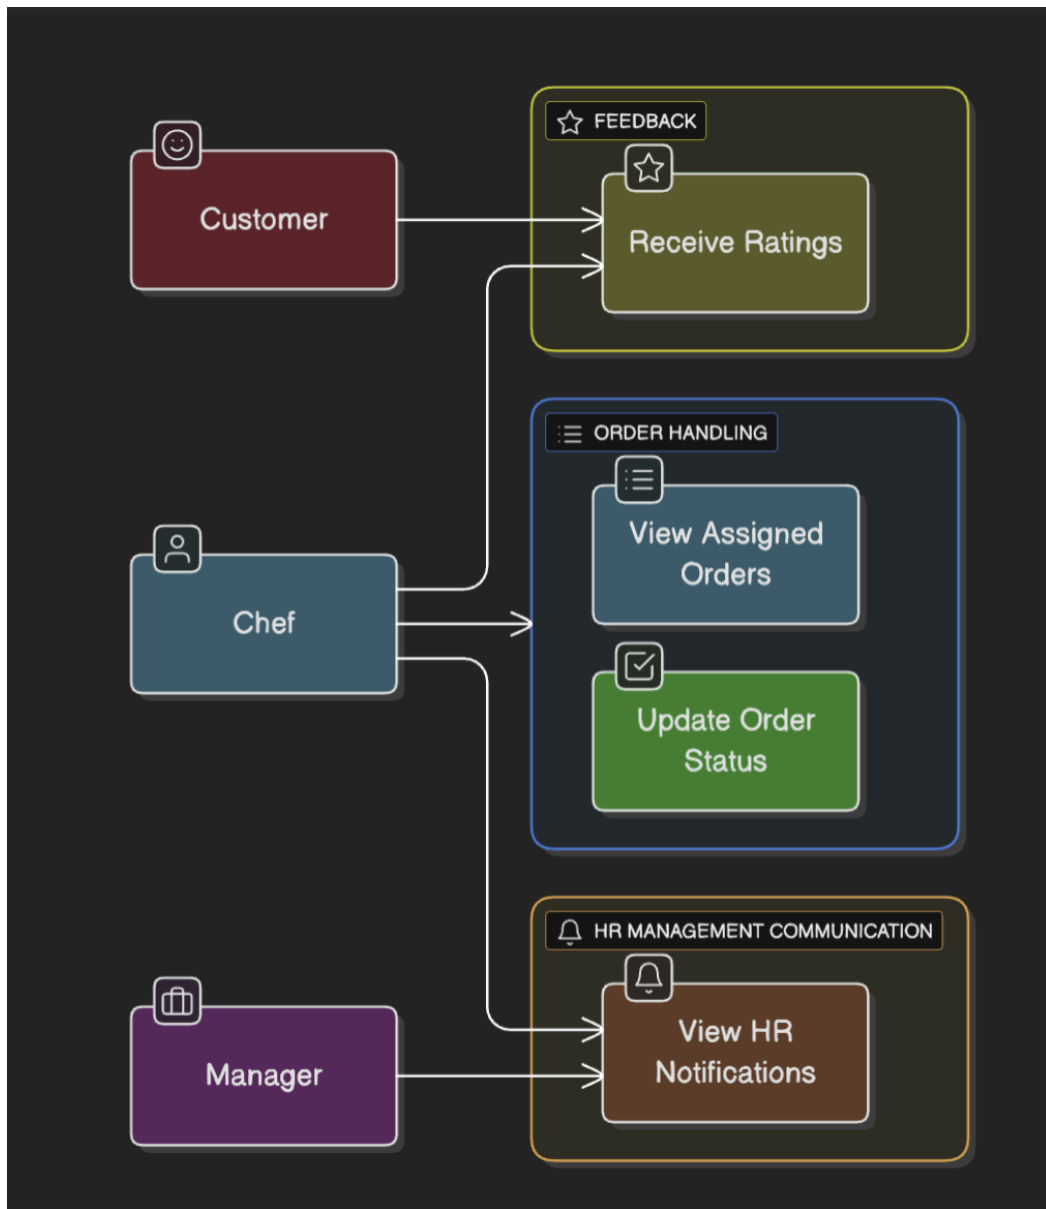 FEEDBACK
Customer
Receive Ratings
ORDER HANDLING
View Assigned
Orders
Chef
Update Order
Status
HR MANAGEMENT COMMUNICATION
View HR
Notifications
Manager